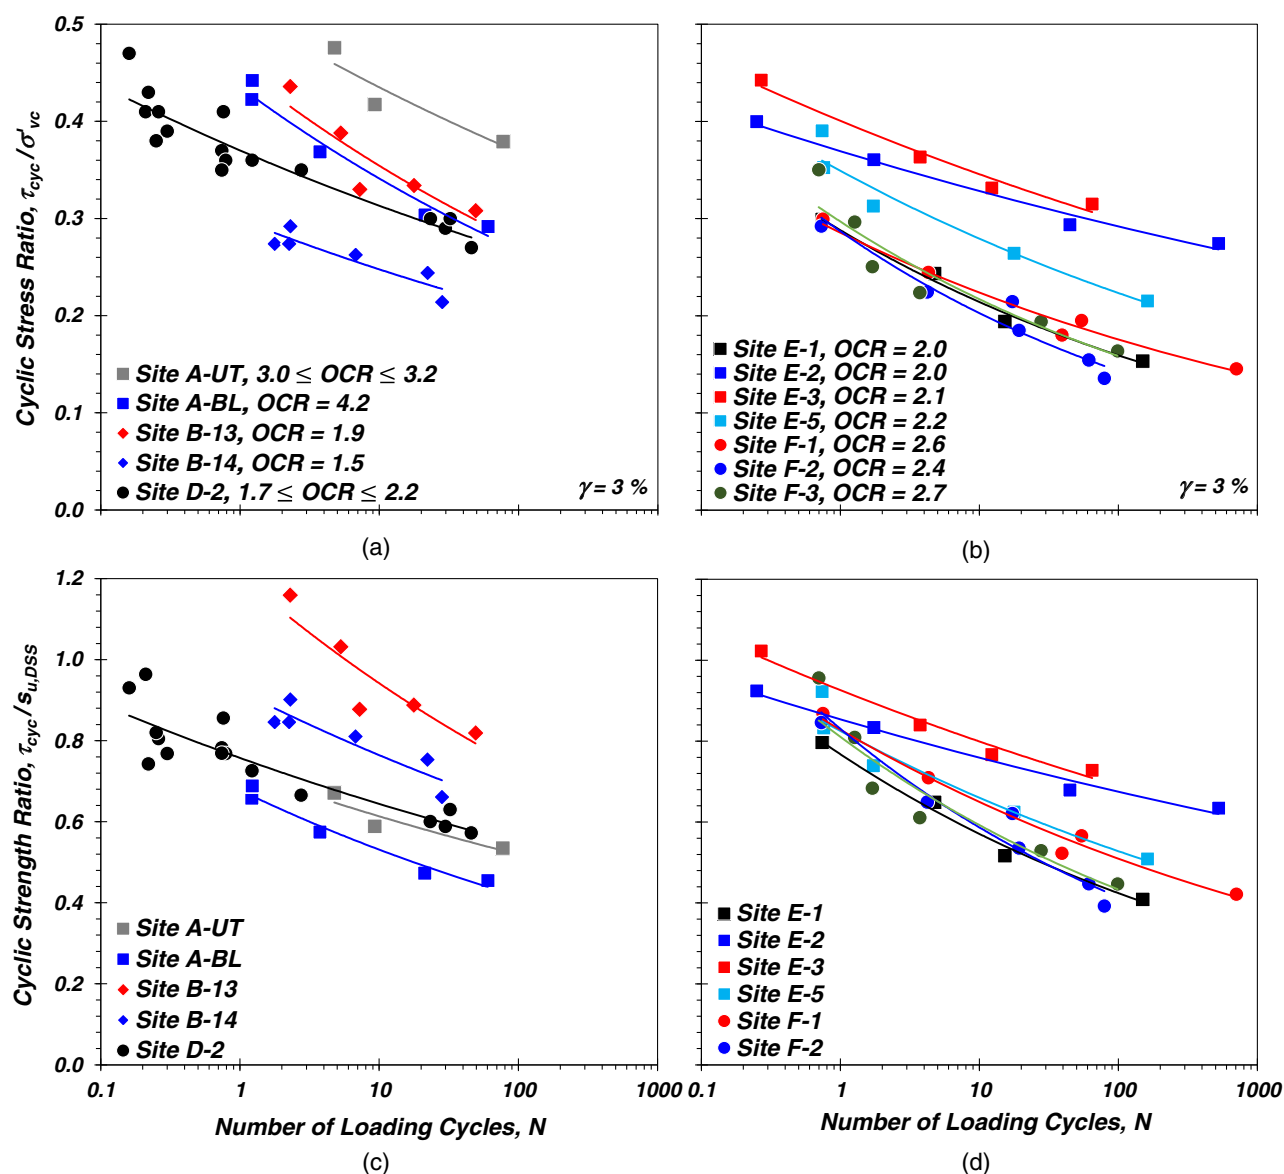 0.5
0.4
0.3
0.2
0.1
0.0
Cyclic Stress Ratio, τcyc/σ'vc
Site A-UT, 3.0 ≤ OCR ≤ 3.2
Site A-BL, OCR = 4.2
Site B-13, OCR = 1.9
Site B-14, OCR = 1.5
Site D-2, 1.7 ≤ OCR ≤ 2.2
γ = 3 %
(a)
Site E-1, OCR = 2.0
Site E-2, OCR = 2.0
Site E-3, OCR = 2.1
Site E-5, OCR = 2.2
Site F-1, OCR = 2.6
Site F-2, OCR = 2.4
Site F-3, OCR = 2.7
γ = 3 %
(b)
1.2
1.0
0.8
0.6
0.4
0.2
0.0
Cyclic Strength Ratio, τcyc/su,DSS
Site A-UT
Site A-BL
Site B-13
Site B-14
Site D-2
0.1 1 10 100 1000
Number of Loading Cycles, N
(c)
Site E-1
Site E-2
Site E-3
Site E-5
Site F-1
Site F-2
0.1 1 10 100 1000
Number of Loading Cycles, N
(d)